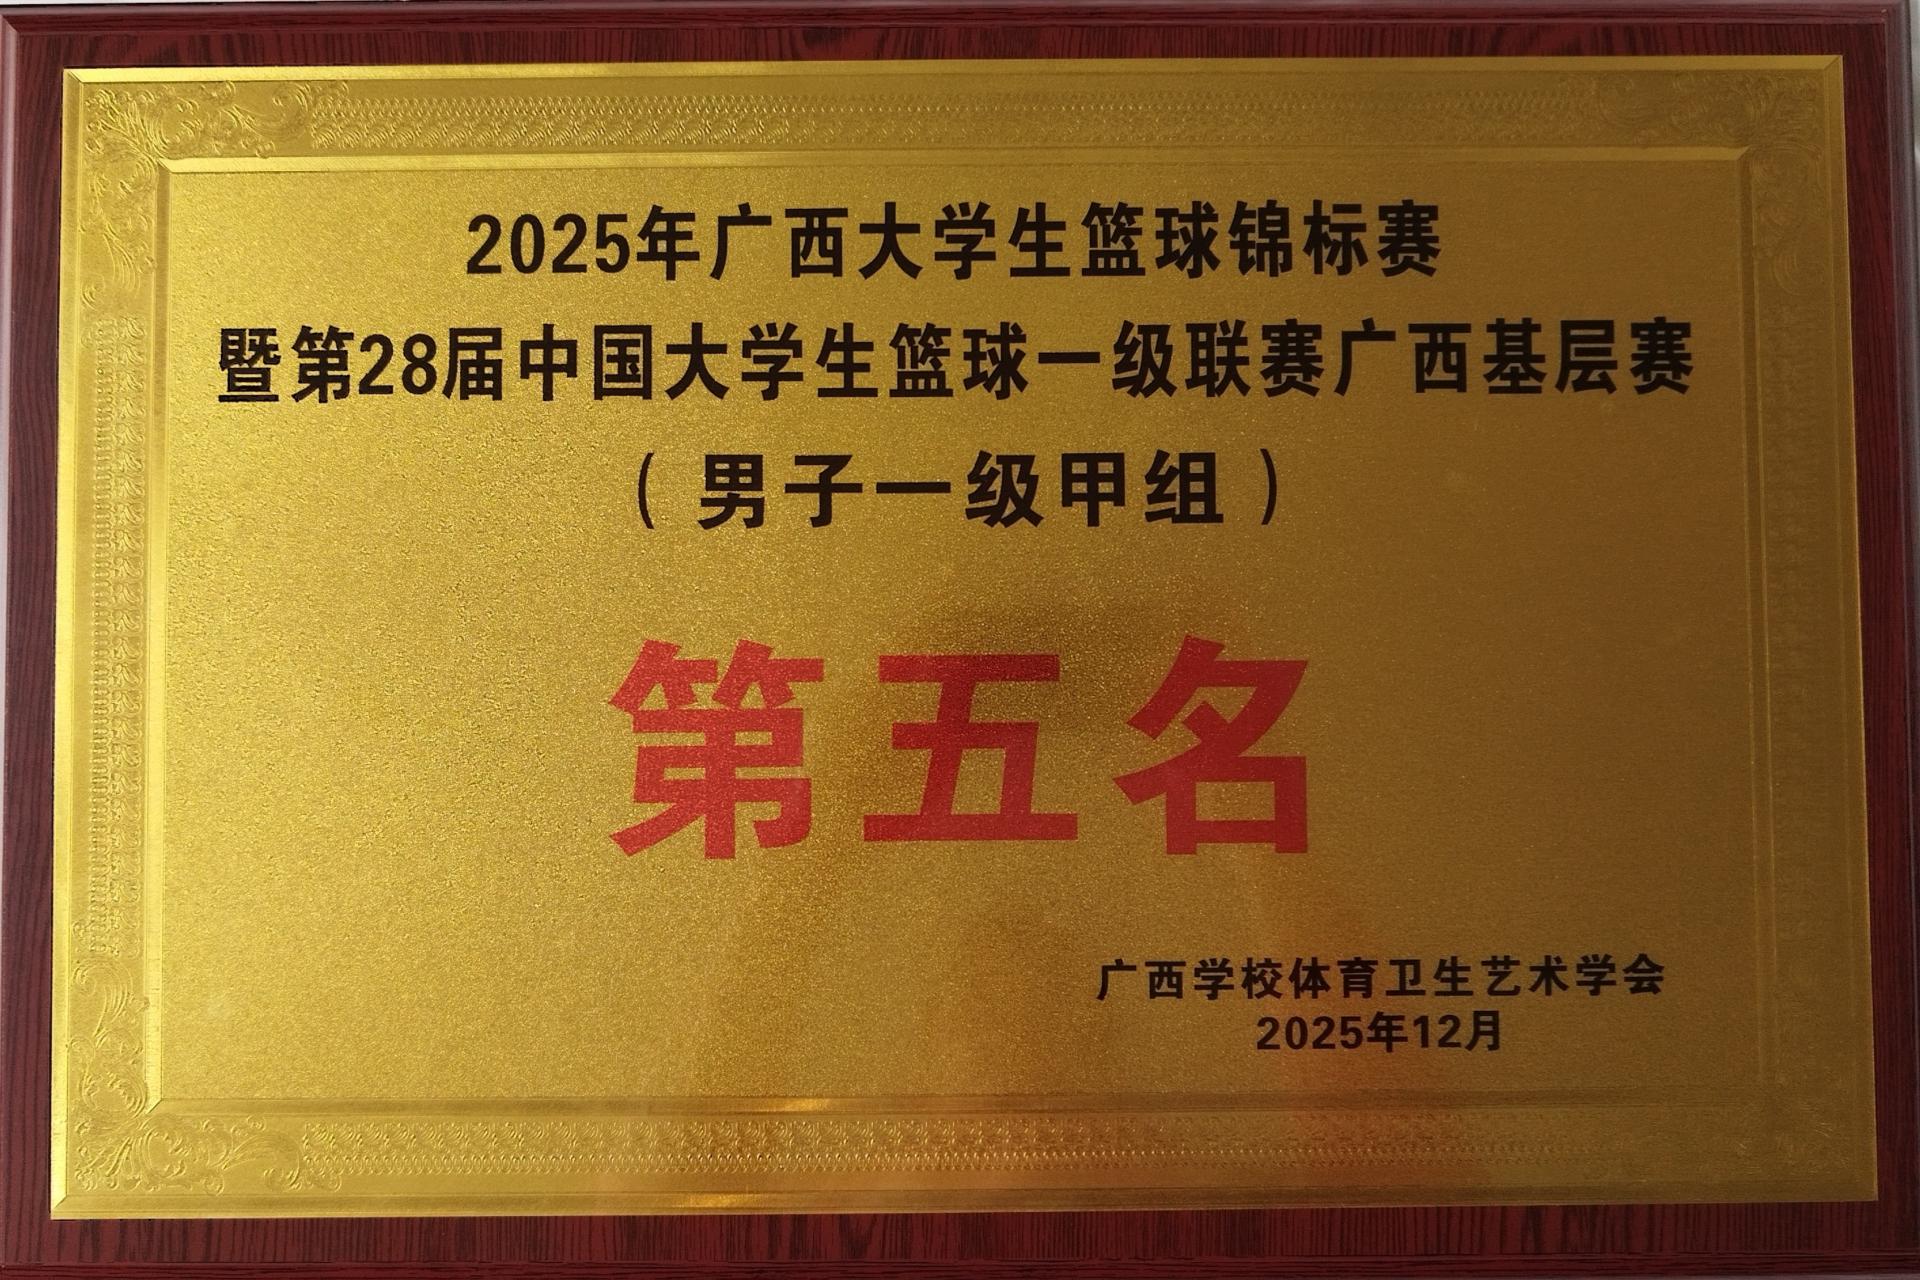 2025年广西大学生篮球锦标赛
暨第28届中国大学生篮球一级联赛广西基层赛
（男子一级甲组）
第五名
广西学校体育卫生艺术学会
2025年12月